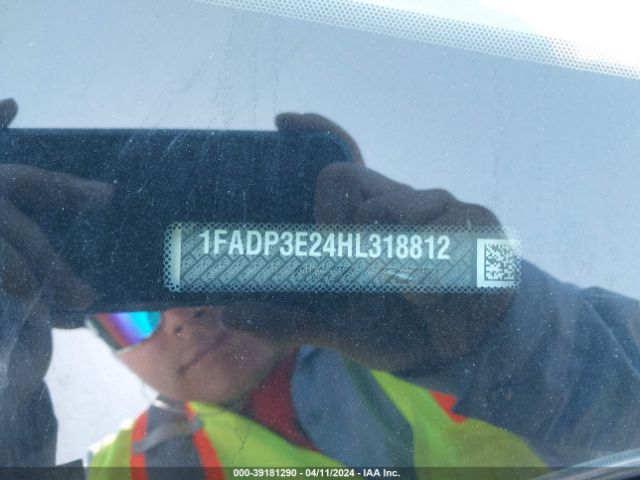 1FADP3E24HL318812
000-39181290 - 04/11/2024 - IAA Inc.